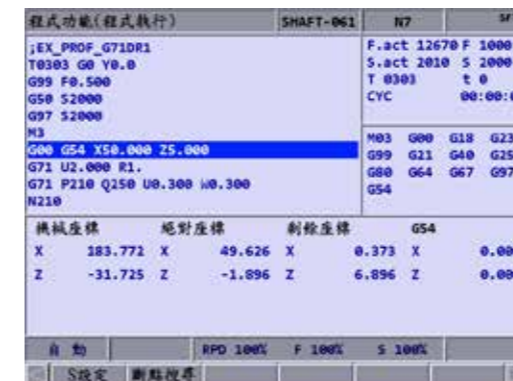 程式功能(程式執行) SHAFT-061 N7
;EX_PROF_G71DR1
T0303 G0 Y0.0
G99 F0.500
G50 S2000
G97 S2000
M3
G00 G54 X50.000 Z5.000
G71 U2.000 R1.
G71 P210 Q250 U0.300 W0.300
N210
F.act 12670 F 1000
S.act 2010 S 2000
T 0303 t 0
CYC 00:00:0
M03 G00 G18 G23
G99 G21 G40 G25
G80 G64 G67 G97
G54
機械座標 絕對座標 剩餘座標 G54
X 183.772 X 49.626 X 0.373 X 0.00
Z -31.725 Z -1.896 Z 6.896 Z 0.00
自動 RPD 100% F 100% S 100%
S設定 斷點搜尋